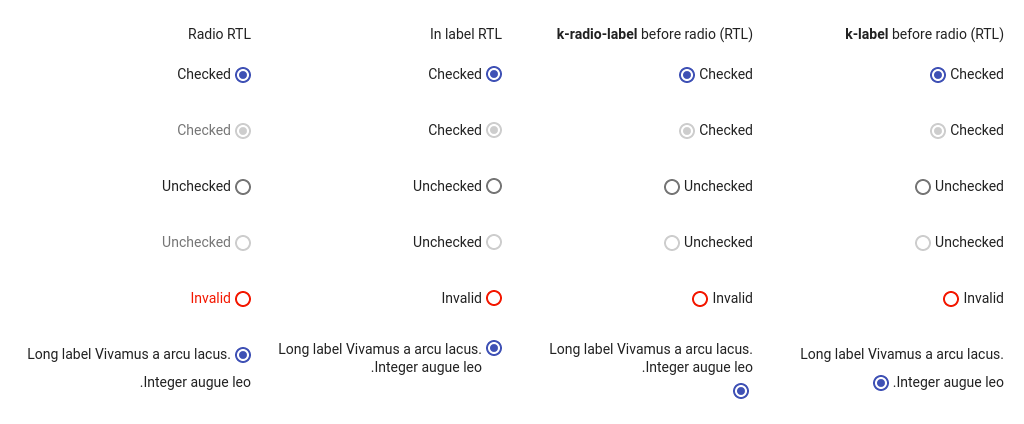 Radio RTL
In label RTL
k-radio-label before radio (RTL)
k-label before radio (RTL)
Checked
Checked
Checked
Checked
Checked
Checked
Checked
Checked
Unchecked
Unchecked
Unchecked
Unchecked
Unchecked
Unchecked
Unchecked
Unchecked
Invalid
Invalid
Invalid
Invalid
Long label Vivamus a arcu lacus.
.Integer augue leo
Long label Vivamus a arcu lacus.
.Integer augue leo
Long label Vivamus a arcu lacus.
.Integer augue leo
Long label Vivamus a arcu lacus.
.Integer augue leo